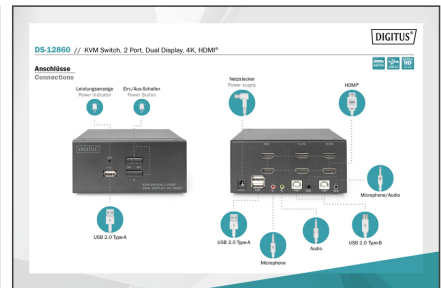 DIGITUS®
DS-12860 // KVM Switch, 2 Port, Dual Display, 4K, HDMI®
Anschlüsse
Connections
Leistungsanzeige
Power Indicator
Ein-/Aus-Schalter
Power Button
Netzstecker
Power supply
HDMI®
DIGITUS
USB 2.0 Type-A
USB 2.0 Type-A
Microphone
Audio
USB 2.0 Type-B
Microphone/Audio